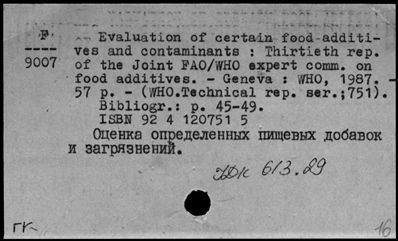 F
----
9007
Evaluation of certain food additi-
ves and contaminants : Thirtieth rep.
of the Joint FAO/WHO expert comm. on
food additives. - Geneva : WHO, 1987. -
57 p. - (WHO.Technical rep. ser.;751).
Bibliogr.: p. 45-49.
ISBN 92 4 120751 5
Оценка определенных пищевых добавок
и загрязнений.
УДК 613.29
гг-
16